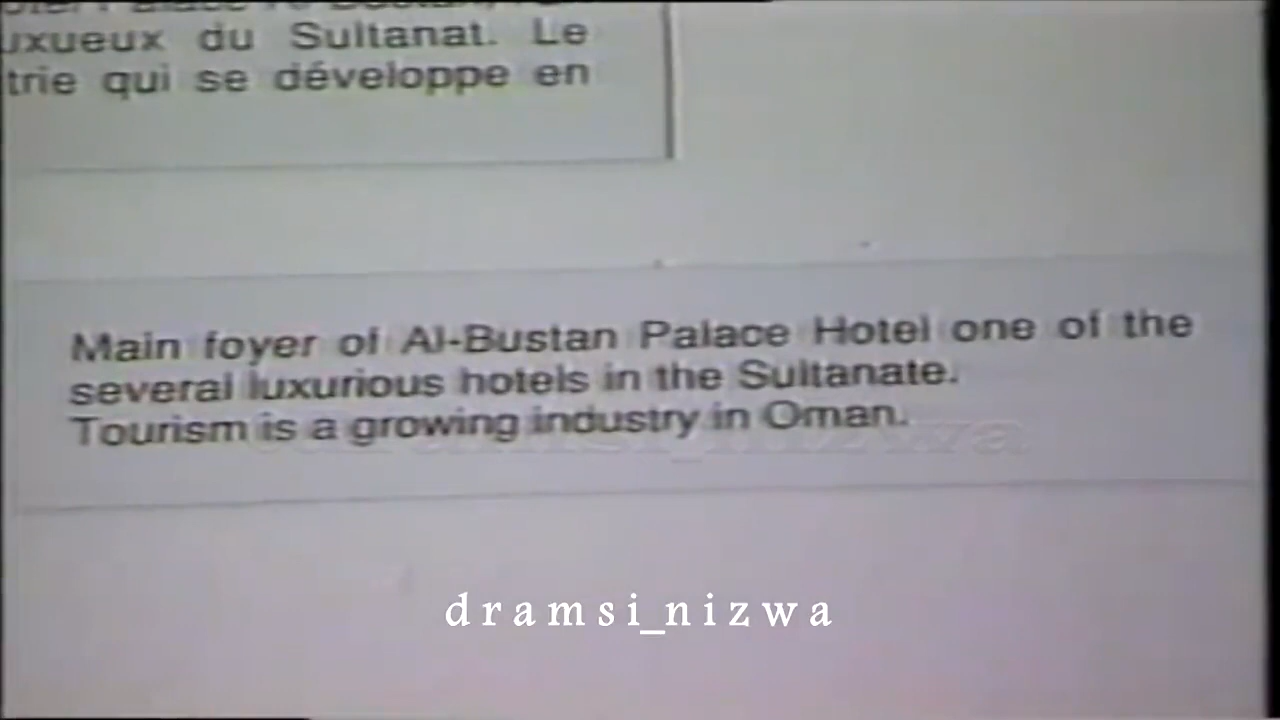 uxueux du Sultanat. Le
trie qui se développe en
Main foyer of Al-Bustan Palace Hotel one of the
several luxurious hotels in the Sultanate.
Tourism is a growing industry in Oman.
dramsi_nizwa